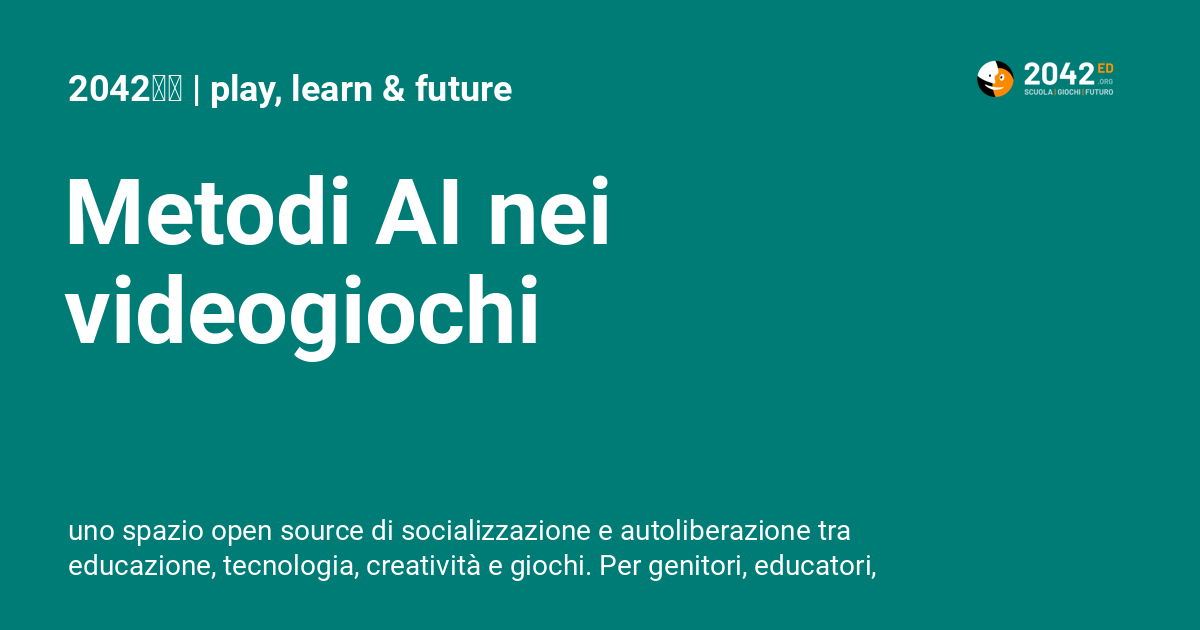 2042 | play, learn & future
2042 ED
.ORG
SCUOLA | GIOCHI | FUTURO
Metodi AI nei
videogiochi
uno spazio open source di socializzazione e autoliberazione tra
educazione, tecnologia, creatività e giochi. Per genitori, educatori,